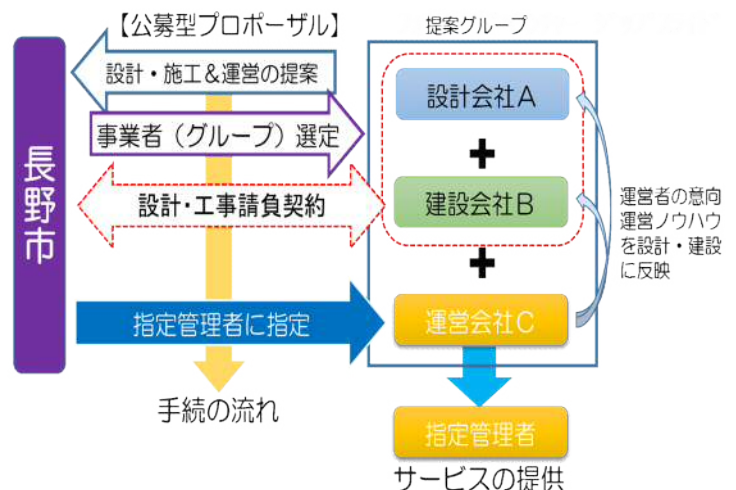 【公募型プロポーザル】
提案グループ
設計・施工&運営の提案
設計会社A
事業者（グループ）選定
+
長野市
設計・工事請負契約
建設会社B
運営者の意向
運営ノウハウ
を設計・建設
に反映
+
指定管理者に指定
運営会社C
手続の流れ
指定管理者
サービスの提供